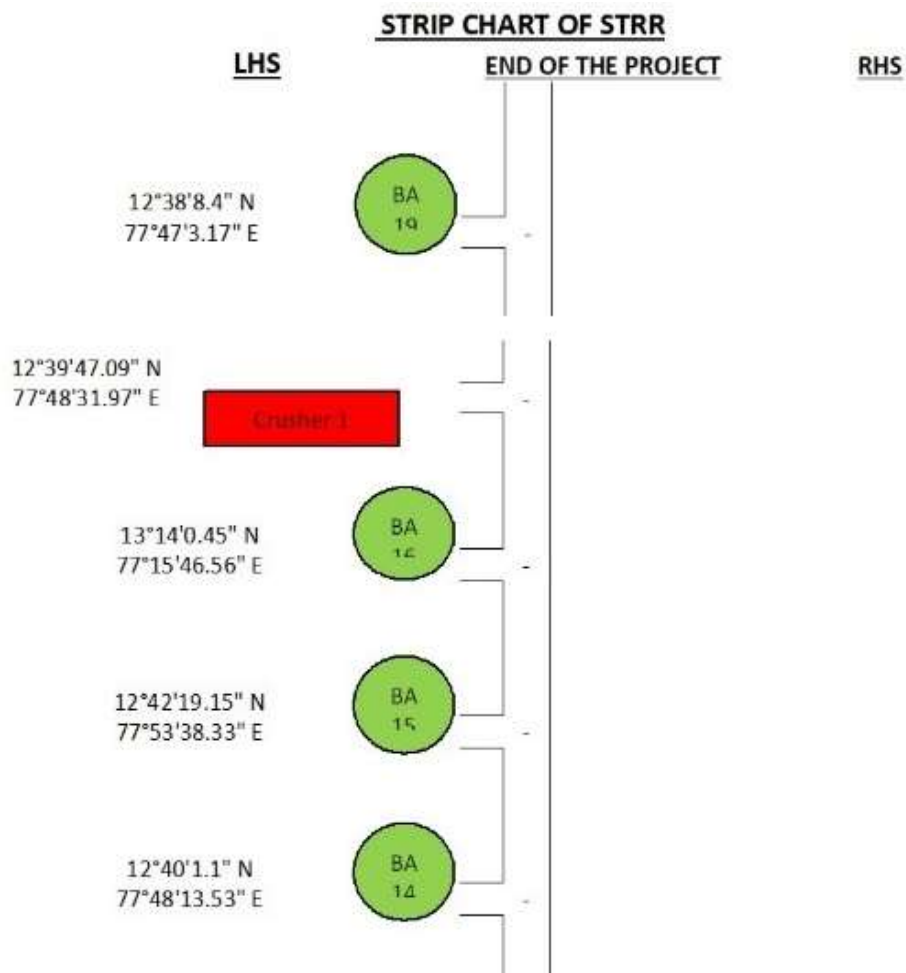 STRIP CHART OF STRR
LHS
END OF THE PROJECT
RHS
12°38'8.4" N
77°47'3.17" E
BA
19
12°39'47.09" N
77°48'31.97" E
Crusher 1
13°14'0.45" N
77°15'46.56" E
BA
16
12°42'19.15" N
77°53'38.33" E
BA
15
12°40'1.1" N
77°48'13.53" E
BA
14